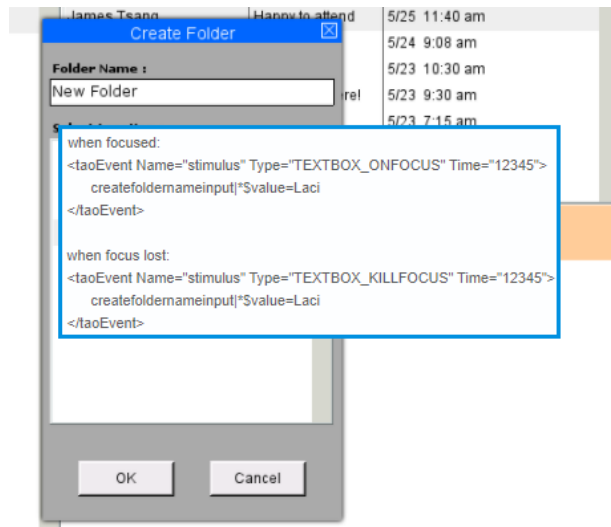 James Tsang Happy to attend 5/25 11:40 am
Create Folder
5/24 9:08 am
Folder Name :
5/23 10:30 am
New Folder
re! 5/23 9:30 am
5/23 7:15 am
when focused:
<taoEvent Name="stimulus" Type="TEXTBOX_ONFOCUS" Time="12345">
createfoldernameinput|*$value=Laci
</taoEvent>
when focus lost:
<taoEvent Name="stimulus" Type="TEXTBOX_KILLFOCUS" Time="12345">
createfoldernameinput|*$value=Laci
</taoEvent>
OK Cancel